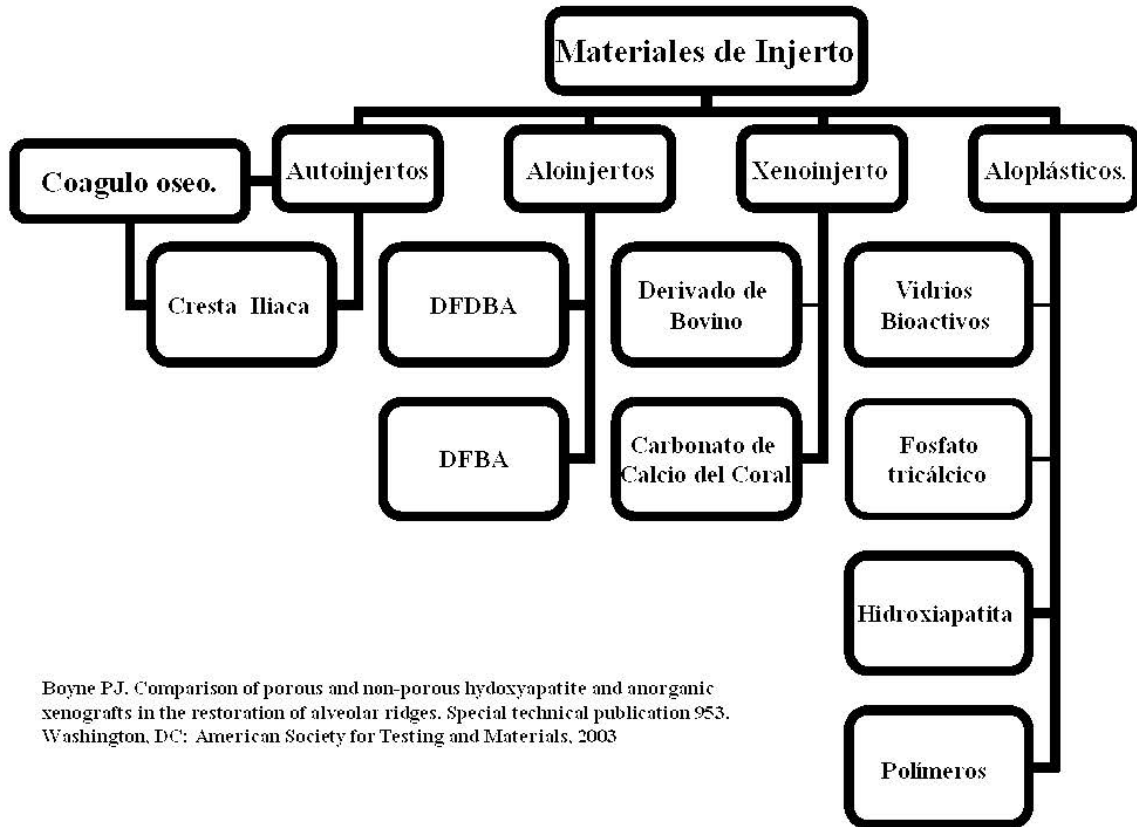 Materiales de Injerto
Coagulo oseo.
Autoinjertos
Aloinjertos
Xenoinjerto
Aloplásticos.
Cresta Iliaca
DFDBA
Derivado de
Bovino
Vidrios
Bioactivos
DFBA
Carbonato de
Calcio del Coral
Fosfato
tricálcico
Hidroxiapatita
Polímeros
Boyne PJ. Comparison of porous and non-porous hydoxyapatite and anorganic
xenografts in the restoration of alveolar ridges. Special technical publication 953.
Washington, DC: American Society for Testing and Materials, 2003